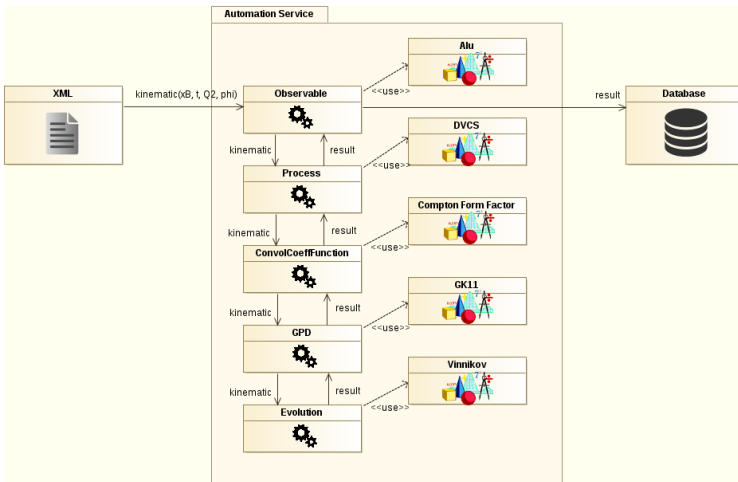 Automation Service
Alu
<<use>>
XML
kinematic(xB, t, Q2, phi)
Observable
result
Database
kinematic
result
DVCS
<<use>>
Process
kinematic
result
Compton Form Factor
<<use>>
ConvolCoeffFunction
kinematic
result
GK11
<<use>>
GPD
kinematic
result
Vinnikov
<<use>>
Evolution